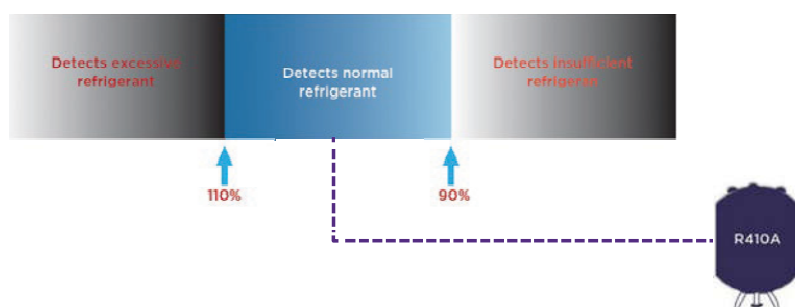 Detects excessive
refrigerant
Detects normal
refrigerant
Detects insufficient
refrigerant
110%
90%
R410A